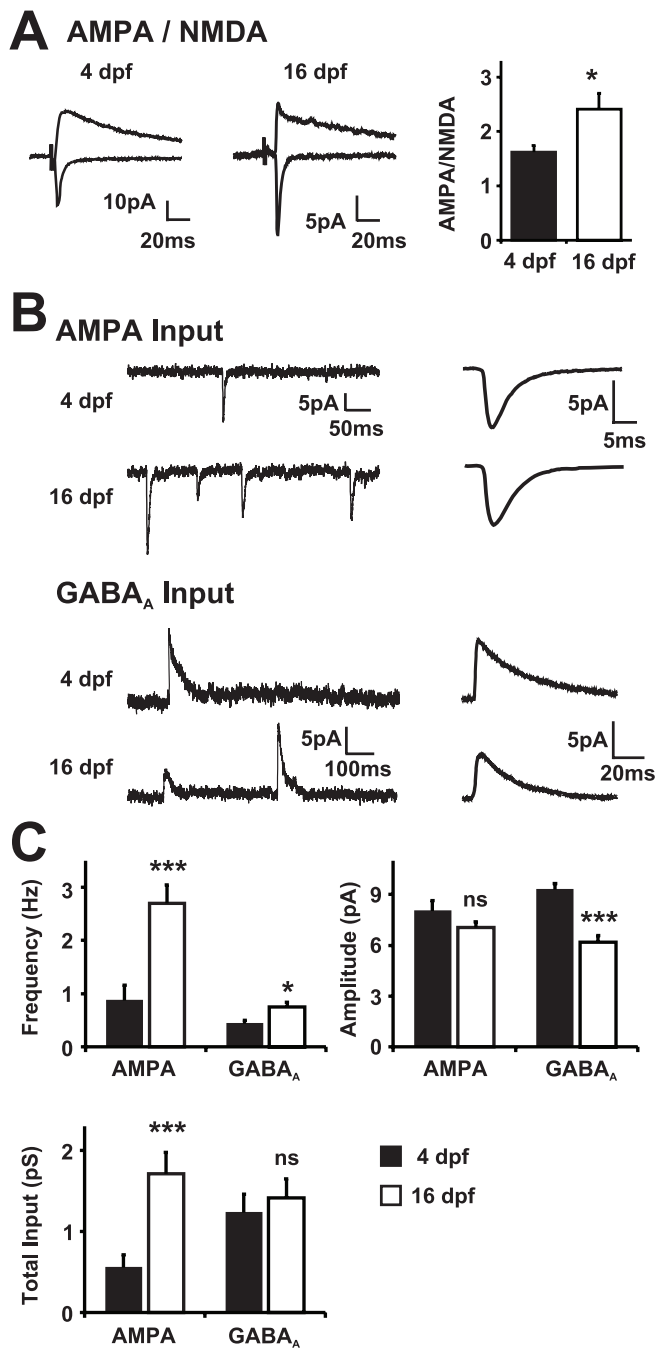 A AMPA / NMDA
4 dpf 16 dpf
10pA
20ms
5pA
20ms
AMPA/NMDA
3
2
1
0
*
4 dpf 16 dpf
B
AMPA Input
4 dpf
5pA
50ms
5pA
5ms
16 dpf
GABAA Input
4 dpf
16 dpf
5pA
100ms
5pA
20ms
C
Frequency (Hz)
3
2
1
0
***
*
AMPA GABAA
Amplitude (pA)
9
6
3
0
ns
***
AMPA GABAA
Total Input (pS)
2
1
0
***
ns
AMPA GABAA
4 dpf
16 dpf